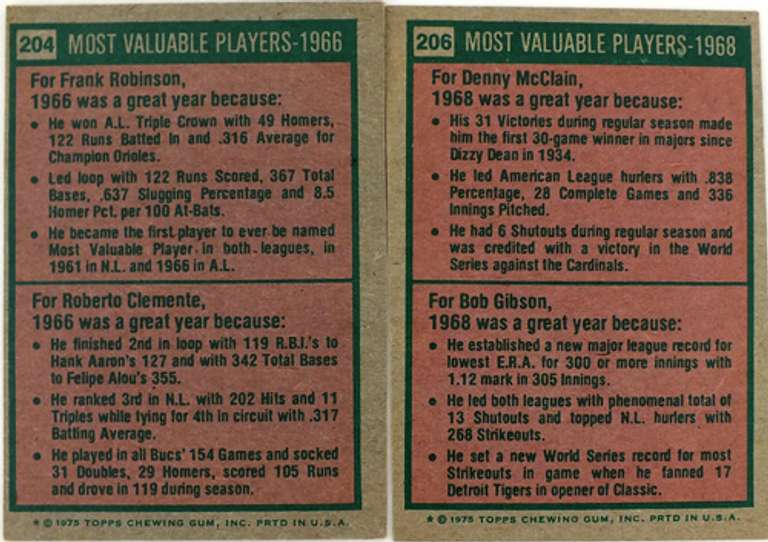 204 MOST VALUABLE PLAYERS-1966
For Frank Robinson,
1966 was a great year because:
• He won A.L. Triple Crown with 49 Homers,
122 Runs Batted In and .316 Average for
Champion Orioles.
• Led loop with 122 Runs Scored, 367 Total
Bases, .637 Slugging Percentage and 8.5
Homer Pct. per 100 At-Bats.
• He became the first player to ever be named
Most Valuable Player in both leagues, in
1961 in N.L. and 1966 in A.L.
For Roberto Clemente,
1966 was a great year because:
• He finished 2nd in loop with 119 R.B.I.'s to
Hank Aaron's 127 and with 342 Total Bases
to Felipe Alou's 355.
• He ranked 3rd in N.L. with 202 Hits and 11
Triples while tying for 4th in circuit with .317
Batting Average.
• He played in all Bucs' 154 Games and socked
31 Doubles, 29 Homers, scored 105 Runs
and drove in 119 during season.
★ © 1975 TOPPS CHEWING GUM, INC. PRTD IN U.S.A.
206 MOST VALUABLE PLAYERS-1968
For Denny McClain,
1968 was a great year because:
• His 31 Victories during regular season made
him the first 30-game winner in majors since
Dizzy Dean in 1934.
• He led American League hurlers with .838
Percentage, 28 Complete Games and 336
Innings Pitched.
• He had 6 Shutouts during regular season and
was credited with a victory in the World
Series against the Cardinals.
For Bob Gibson,
1968 was a great year because:
• He established a new major league record for
lowest E.R.A. for 300 or more innings with
1.12 mark in 305 Innings.
• He led both leagues with phenomenal total of
13 Shutouts and topped N.L. hurlers with
268 Strikeouts.
• He set a new World Series record for most
Strikeouts in game when he fanned 17
Detroit Tigers in opener of Classic.
★ © 1975 TOPPS CHEWING GUM, INC. PRTD IN U.S.A.